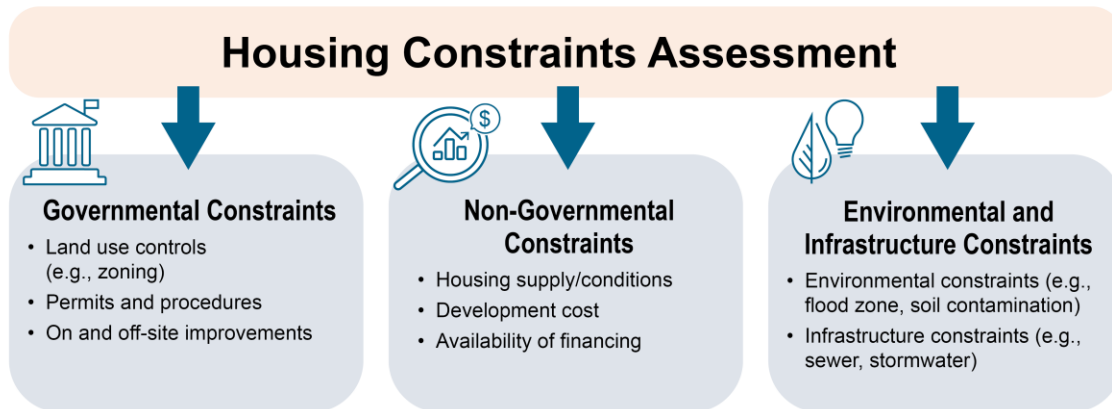 Housing Constraints Assessment
$
Governmental Constraints
• Land use controls
(e.g., zoning)
• Permits and procedures
• On and off-site improvements
Non-Governmental
Constraints
• Housing supply/conditions
• Development cost
• Availability of financing
Environmental and
Infrastructure Constraints
• Environmental constraints (e.g.,
flood zone, soil contamination)
• Infrastructure constraints (e.g.,
sewer, stormwater)